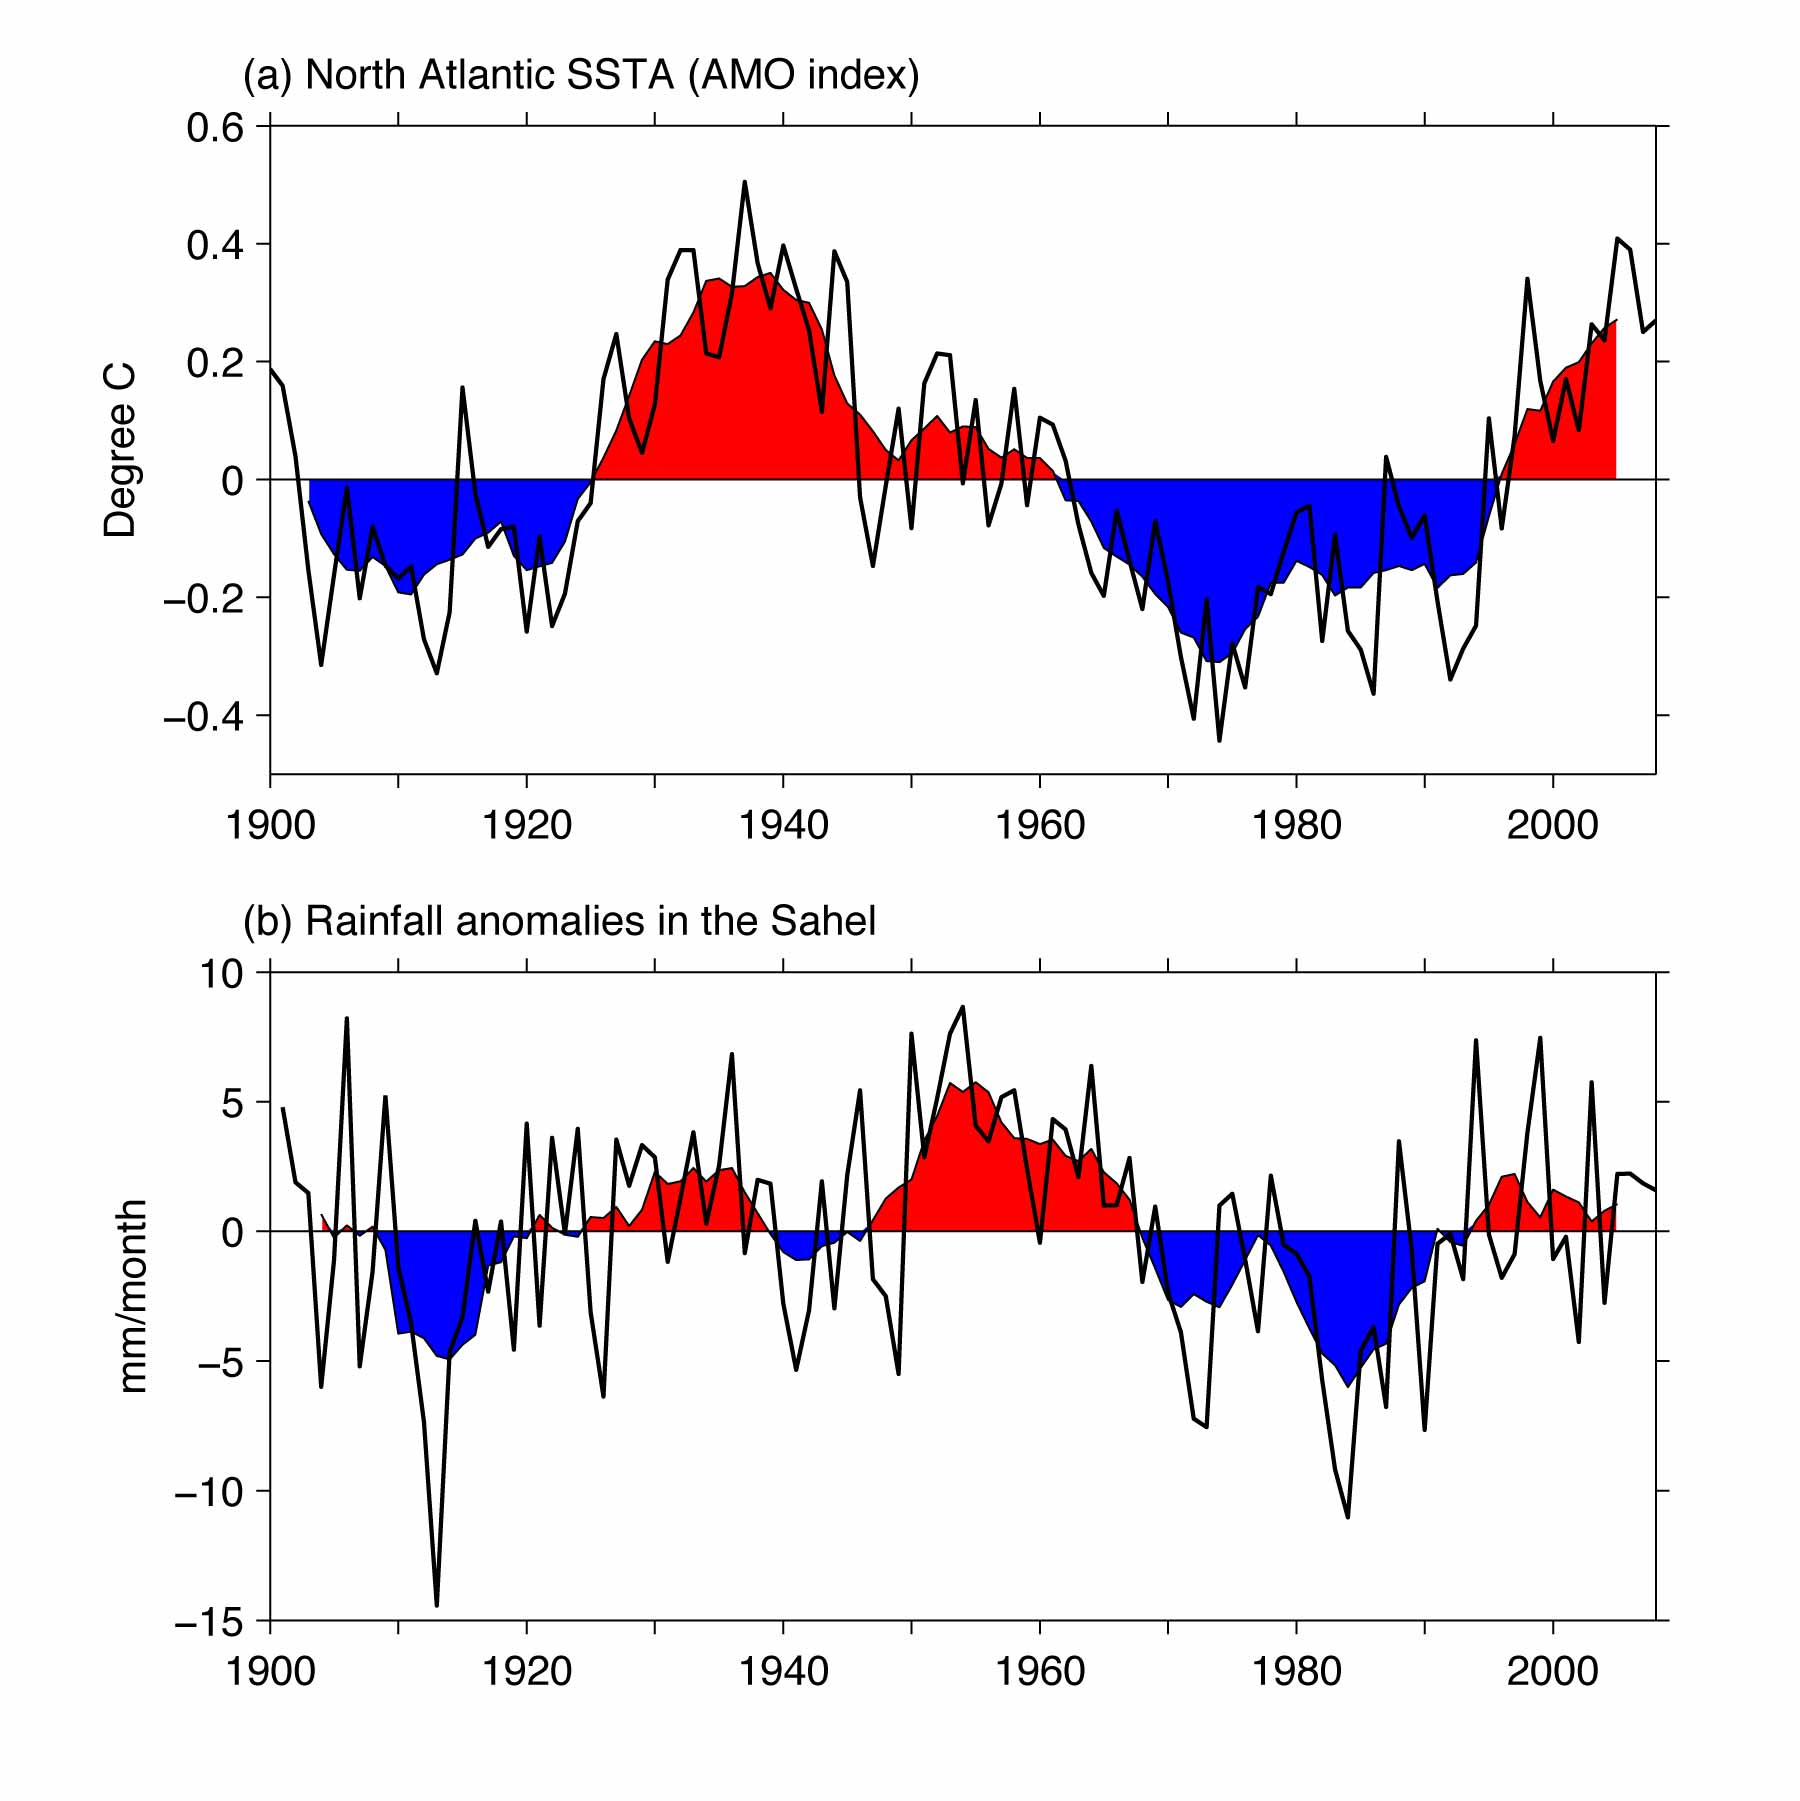 (a) North Atlantic SSTA (AMO index)
0.6
0.4
0.2
0
−0.2
−0.4
Degree C
1900 1920 1940 1960 1980 2000
(b) Rainfall anomalies in the Sahel
10
5
0
−5
−10
−15
mm/month
1900 1920 1940 1960 1980 2000